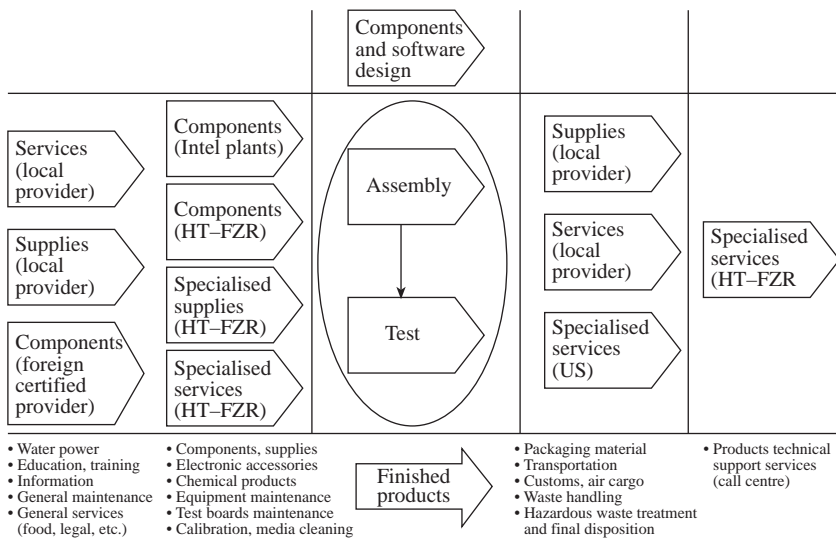 Components
and software
design
Services
(local
provider)
Supplies
(local
provider)
Components
(foreign
certified
provider)
Components
(Intel plants)
Components
(HT–FZR)
Specialised
supplies
(HT–FZR)
Specialised
services
(HT–FZR)
Assembly
Test
Supplies
(local
provider)
Services
(local
provider)
Specialised
services
(US)
Specialised
services
(HT–FZR
• Water power
• Education, training
• Information
• General maintenance
• General services
(food, legal, etc.)
• Components, supplies
• Electronic accessories
• Chemical products
• Equipment maintenance
• Test boards maintenance
• Calibration, media cleaning
Finished
products
• Packaging material
• Transportation
• Customs, air cargo
• Waste handling
• Hazardous waste treatment
and final disposition
• Products technical
support services
(call centre)